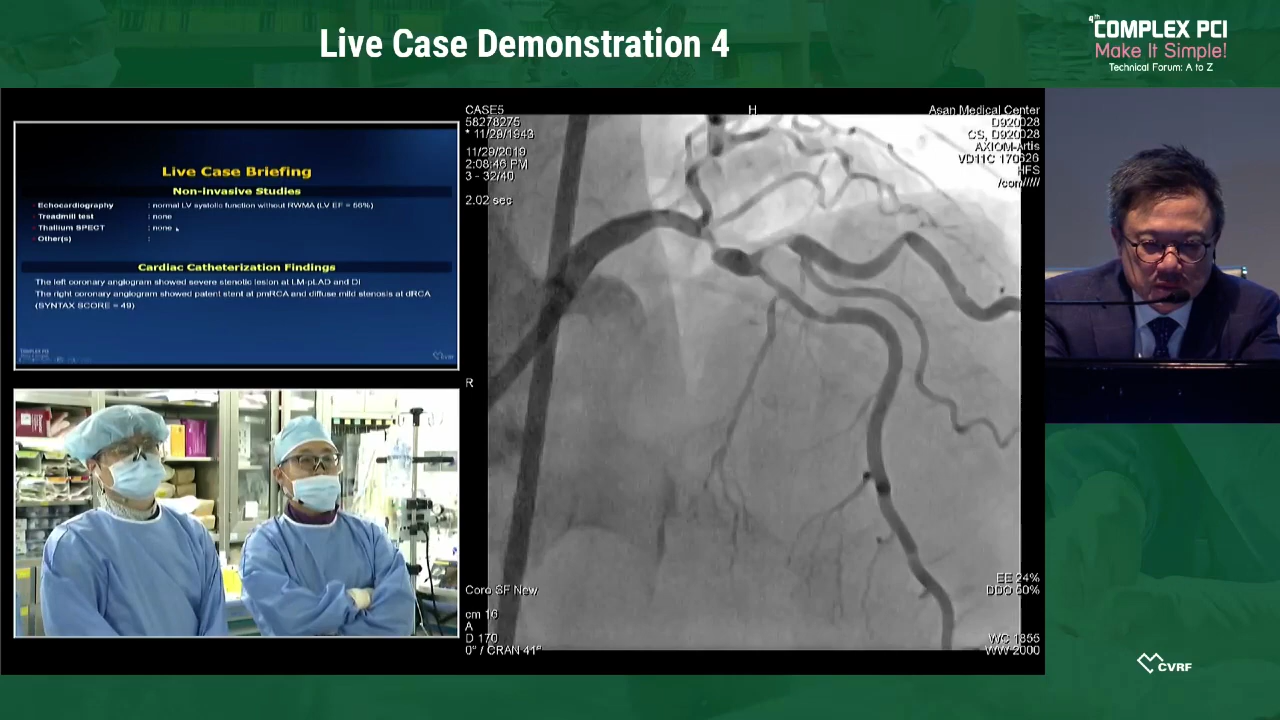 Live Case Demonstration 4
9th COMPLEX PCI
Make It Simple!
Technical Forum: A to Z
Live Case Briefing
Non-invasive Studies
Echocardiography : normal LV systolic function without RWMA (LV EF = 56%)
Treadmill test : none
Thallium SPECT : none
Other(s) :
Cardiac Catheterization Findings
The left coronary angiogram showed severe stenotic lesion at LM-pLAD and DI
The right coronary angiogram showed patent stent at pmRCA and diffuse mild stenosis at dRCA
(SYNTAX SCORE = 49)
COMPLEX PCI
CVRF
CASE5
58278275
* 11/29/1943
11/29/2019
2:08:46 PM
3 - 32/40
2.02 sec
H
Asan Medical Center
D920028
CS, D920028
AXIOM-Artis
VD11C 170626
HFS
/com/////
R
Coro SF New
cm 16
A
D 170
0° / CRAN 41°
EE 24%
DDO 60%
WC 1855
WW 2000
CVRF